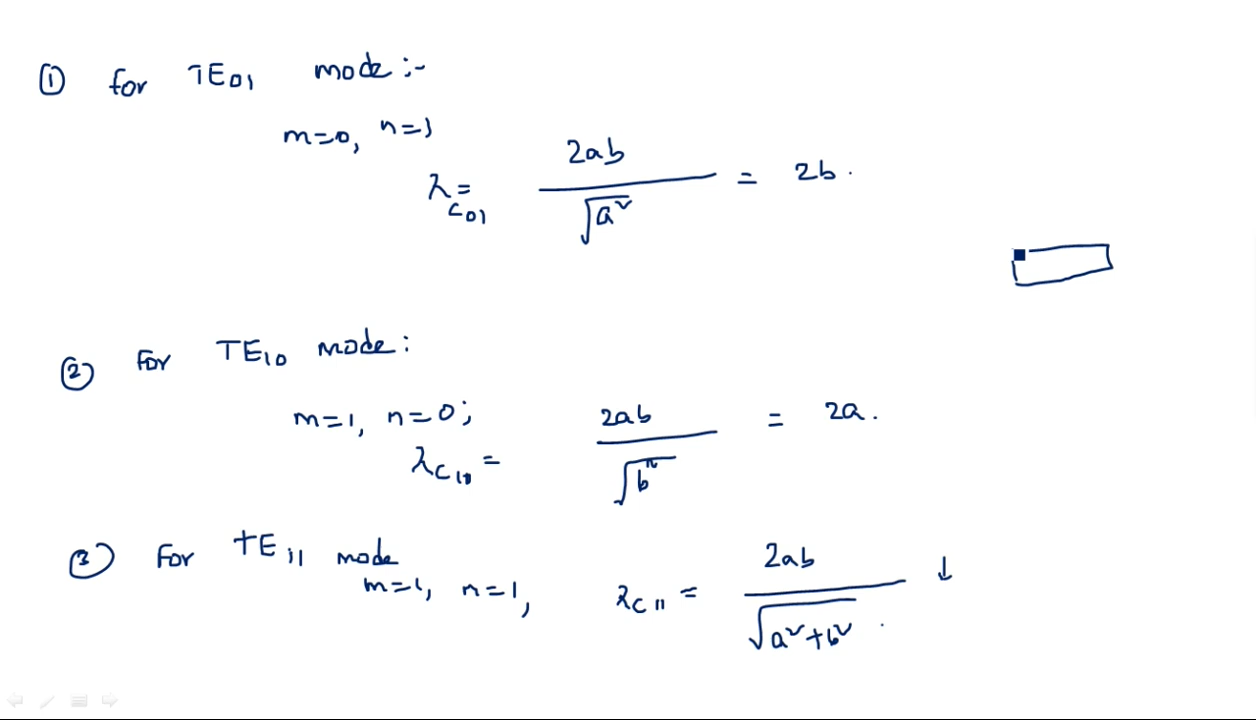 ① for TE01 mode :-
m=0, n=1
λC01 = 2ab / √a² = 2b.
② For TE10 mode :
m=1, n=0;
λC10 = 2ab / √b² = 2a.
③ For TE11 mode
m=1, n=1, λC11 = 2ab / √a²+b² ↓